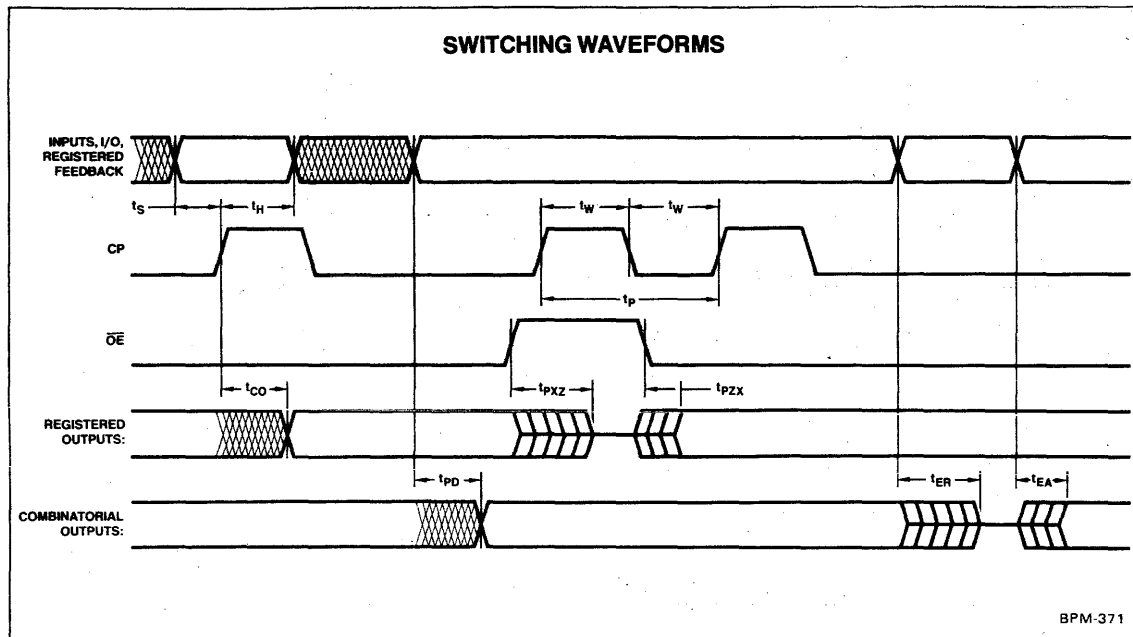 SWITCHING WAVEFORMS
INPUTS, I/O,
REGISTERED
FEEDBACK
tS
tH
tW
tW
CP
tP
OE
tCO
tPXZ
tPZX
REGISTERED
OUTPUTS:
tPD
tER
tEA
COMBINATORIAL
OUTPUTS:
BPM-371